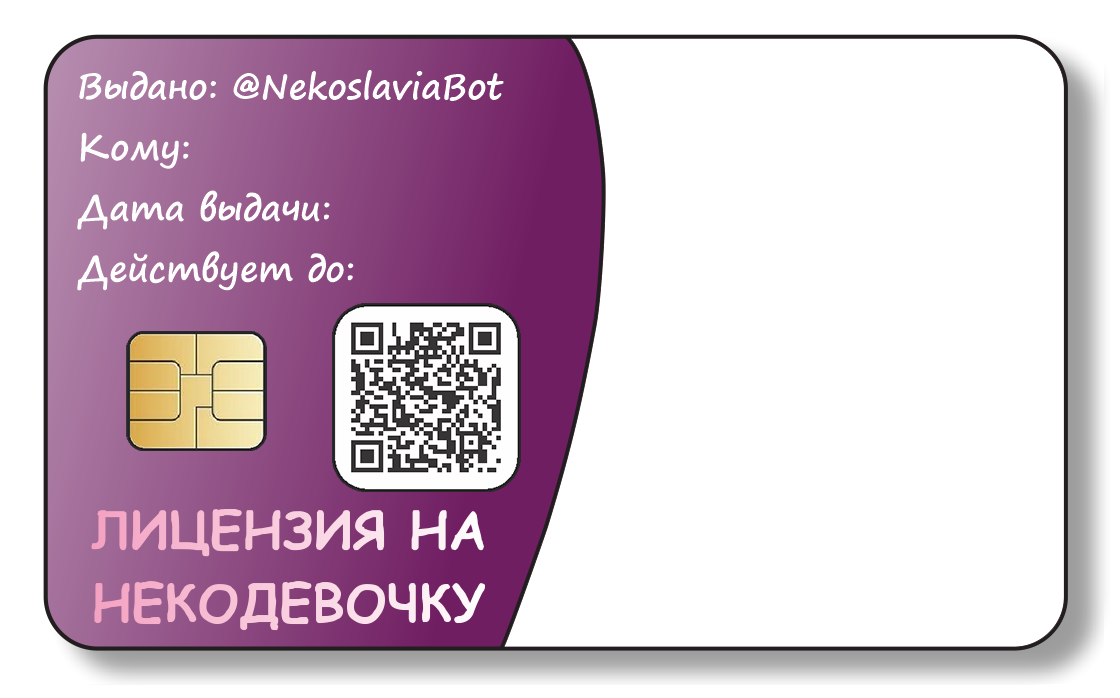 Выдано: @NekoslaviaBot
Кому:
Дата выдачи:
Действует до:
ЛИЦЕНЗИЯ НА
НЕКОДЕВОЧКУ